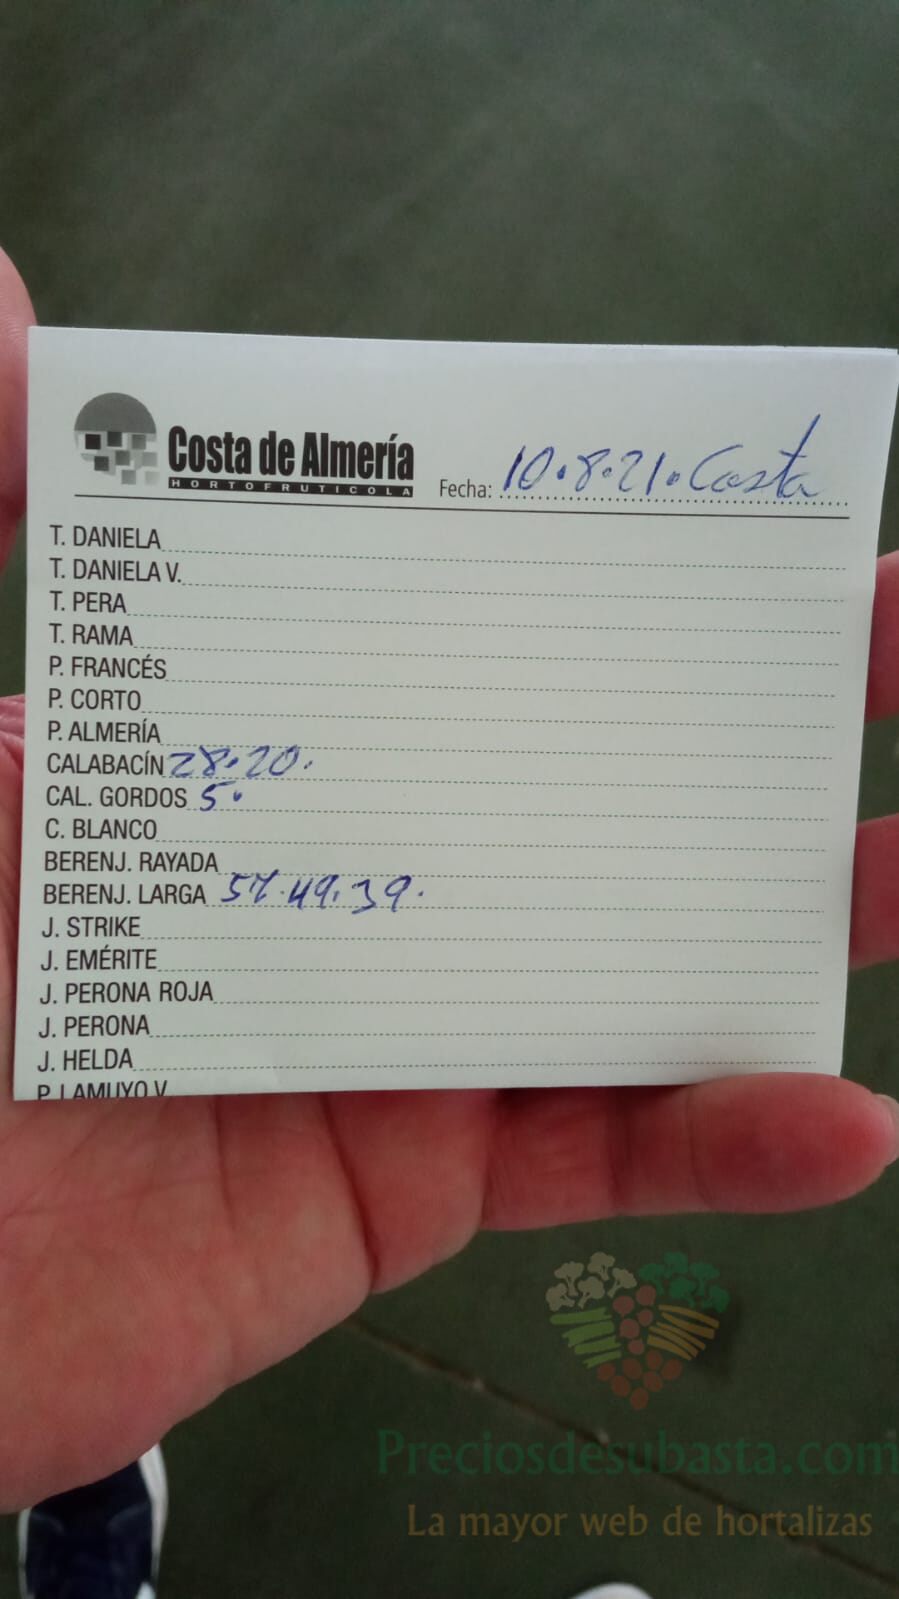 Costa de Almería
HORTOFRUTICOLA
Fecha: 10.8.21. Costa
T. DANIELA
T. DANIELA V.
T. PERA
T. RAMA
P. FRANCÉS
P. CORTO
P. ALMERÍA
CALABACÍN 28.20.
CAL. GORDOS 5.
C. BLANCO
BERENJ. RAYADA
BERENJ. LARGA 57.49.39.
J. STRIKE
J. EMÉRITE
J. PERONA ROJA
J. PERONA
J. HELDA
P. LAMUYO V.
Preciosdesubasta.com
La mayor web de hortalizas